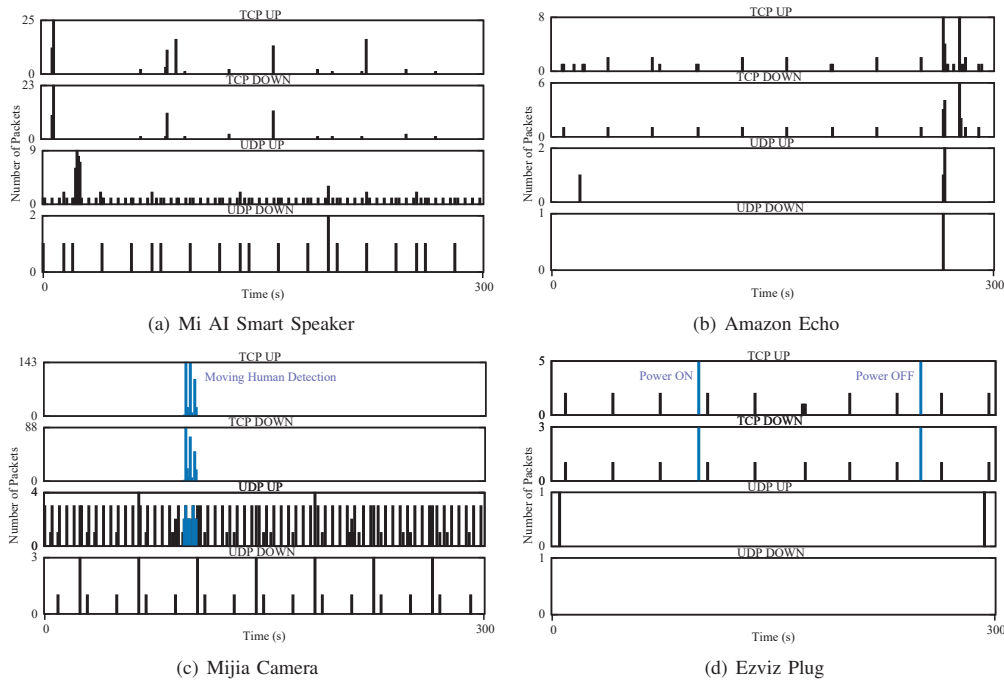 TCP UP
25
0
TCP DOWN
23
0
Number of Packets
UDP UP
9
0
UDP DOWN
2
0
0
300
Time (s)
(a) Mi AI Smart Speaker
TCP UP
8
0
TCP DOWN
6
0
Number of Packets
UDP UP
2
0
UDP DOWN
1
0
0
300
Time (s)
(b) Amazon Echo
TCP UP
143
Moving Human Detection
0
TCP DOWN
88
0
Number of Packets
UDP UP
4
0
UDP DOWN
3
0
0
300
Time (s)
(c) Mijia Camera
TCP UP
5
Power ON
Power OFF
0
TCP DOWN
3
0
Number of Packets
UDP UP
1
0
UDP DOWN
1
0
0
300
Time (s)
(d) Ezviz Plug